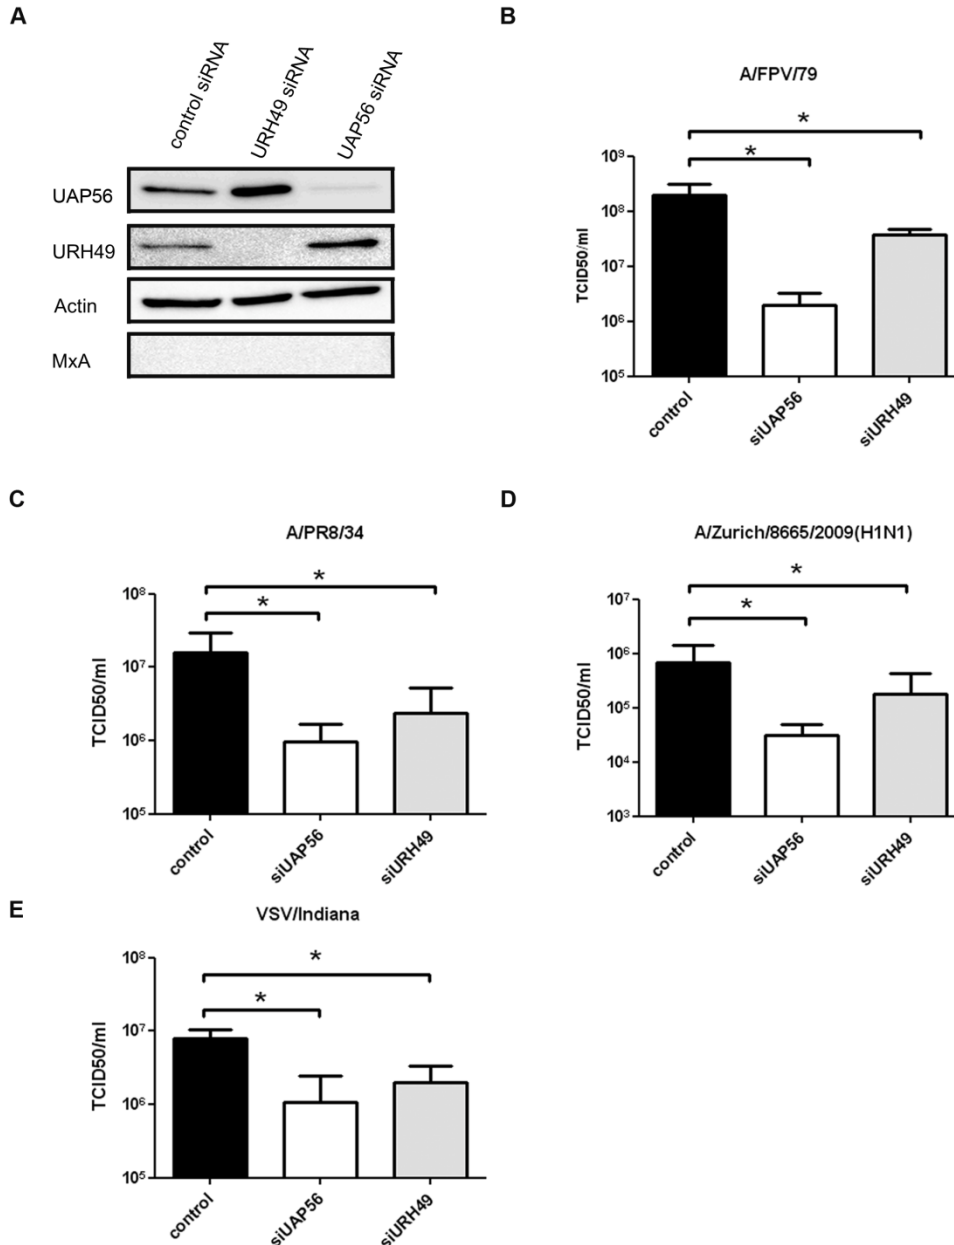 A
control siRNA
URH49 siRNA
UAP56 siRNA
UAP56
URH49
Actin
MxA
B
A/FPV/79
*
*
TCID50/ml
10⁹
10⁸
10⁷
10⁶
10⁵
control
siUAP56
siURH49
C
A/PR8/34
*
*
TCID50/ml
10⁸
10⁷
10⁶
10⁵
control
siUAP56
siURH49
D
A/Zurich/8665/2009(H1N1)
*
*
TCID50/ml
10⁷
10⁶
10⁵
10⁴
10³
control
siUAP56
siURH49
E
VSV/Indiana
*
*
TCID50/ml
10⁸
10⁷
10⁶
10⁵
control
siUAP56
siURH49